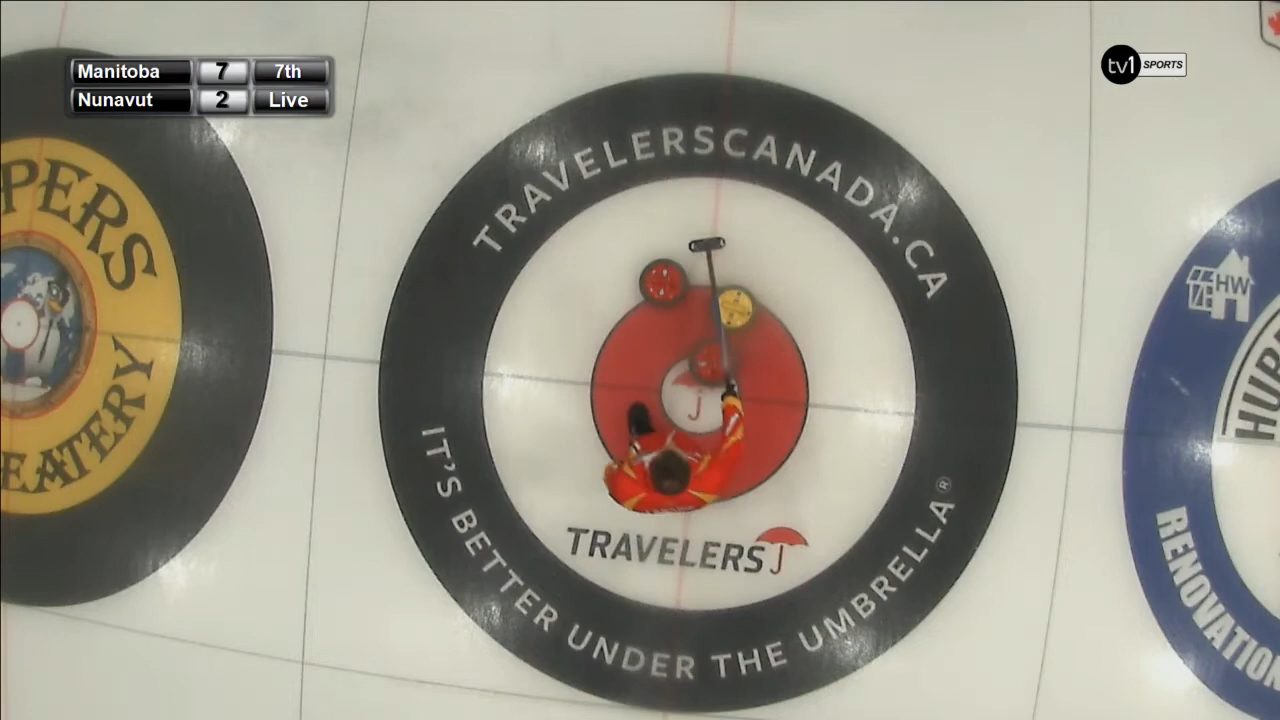 Manitoba 7 7th
Nunavut 2 Live
tv1 SPORTS
PERS
EATERY
TRAVELERSCANADA.CA
J
TRAVELERS J
IT'S BETTER UNDER THE UMBRELLA®
HW
HURR
RENOVATION